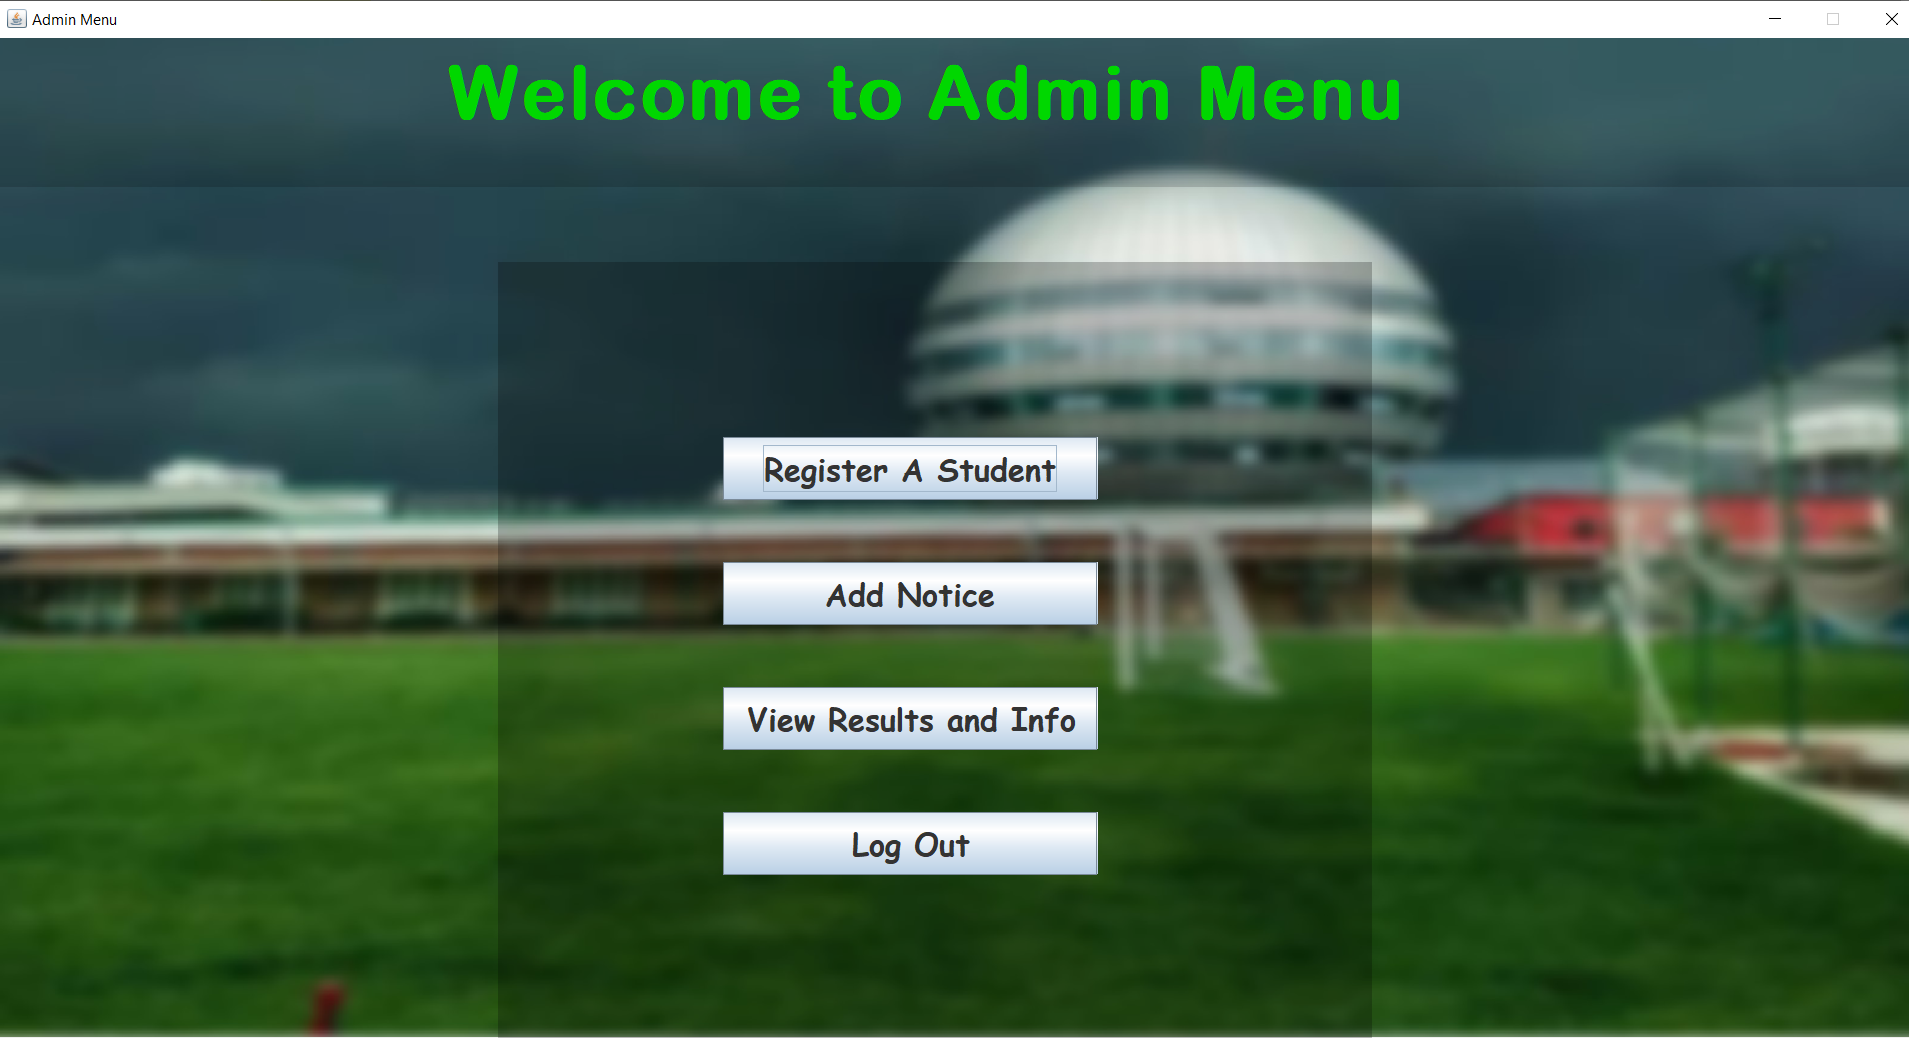 Admin Menu
Welcome to Admin Menu
Register A Student
Add Notice
View Results and Info
Log Out